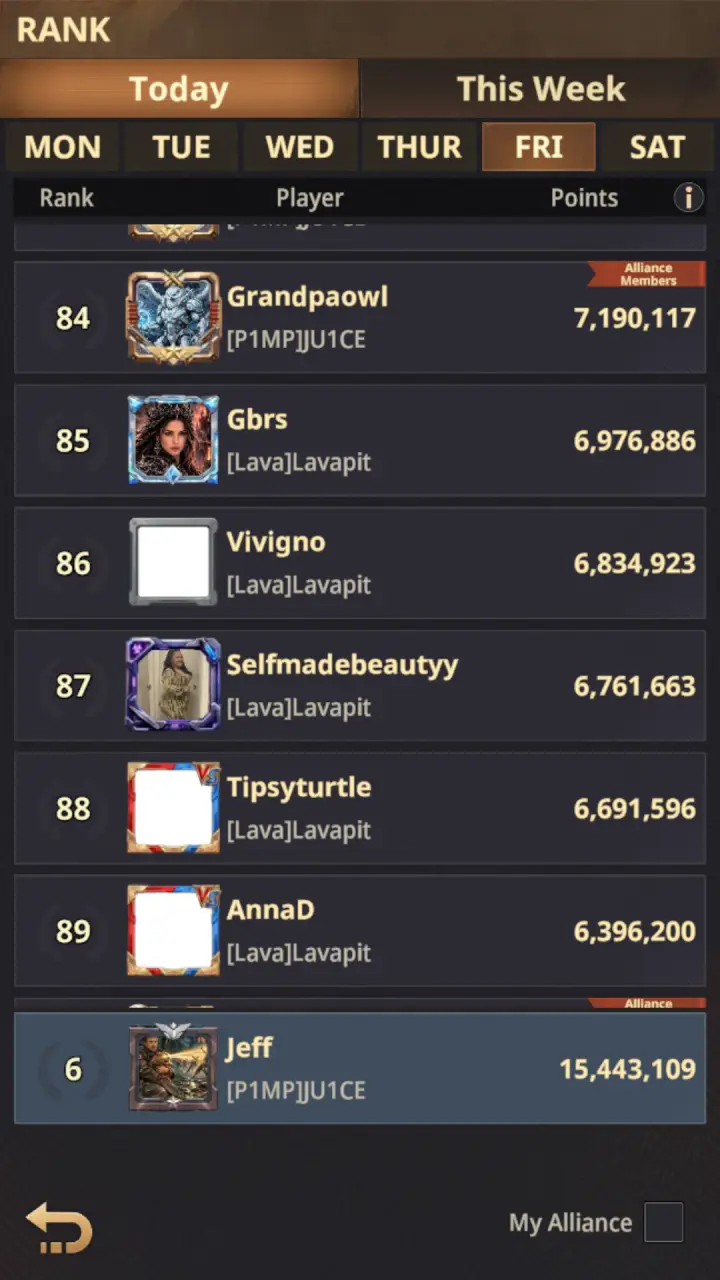 RANK
Today
This Week
MON TUE WED THUR FRI SAT
Rank Player Points i
Alliance
Members
84 Grandpaowl 7,190,117
[P1MP]JU1CE
85 Gbrs 6,976,886
[Lava]Lavapit
86 Vivigno 6,834,923
[Lava]Lavapit
87 Selfmadebeautyy 6,761,663
[Lava]Lavapit
88 Tipsyturtle 6,691,596
[Lava]Lavapit
89 AnnaD 6,396,200
[Lava]Lavapit
Alliance
6 Jeff 15,443,109
[P1MP]JU1CE
My Alliance